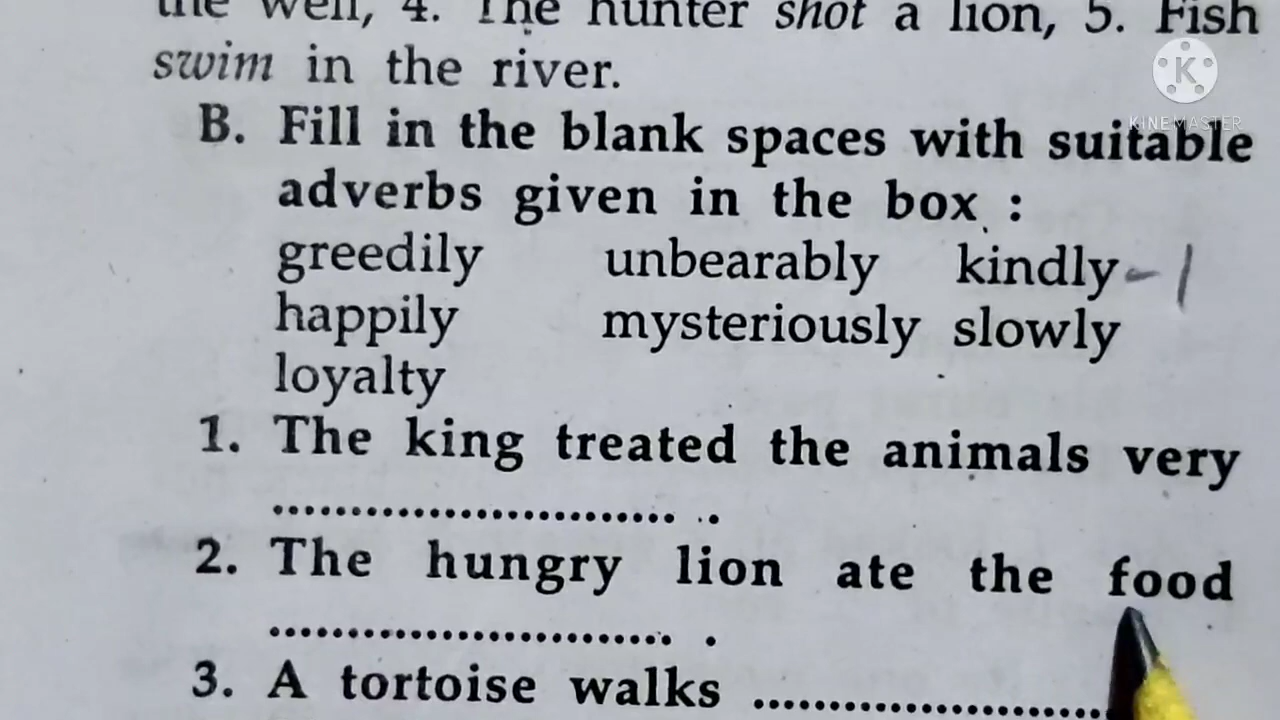 the well, 4. The hunter shot a lion, 5. Fish
swim in the river.
B. Fill in the blank spaces with suitable
adverbs given in the box :
greedily unbearably kindly - 1
happily mysteriously slowly
loyalty
1. The king treated the animals very
.......................... .
2. The hungry lion ate the food
.......................... .
3. A tortoise walks .......................
K
KINEMASTER